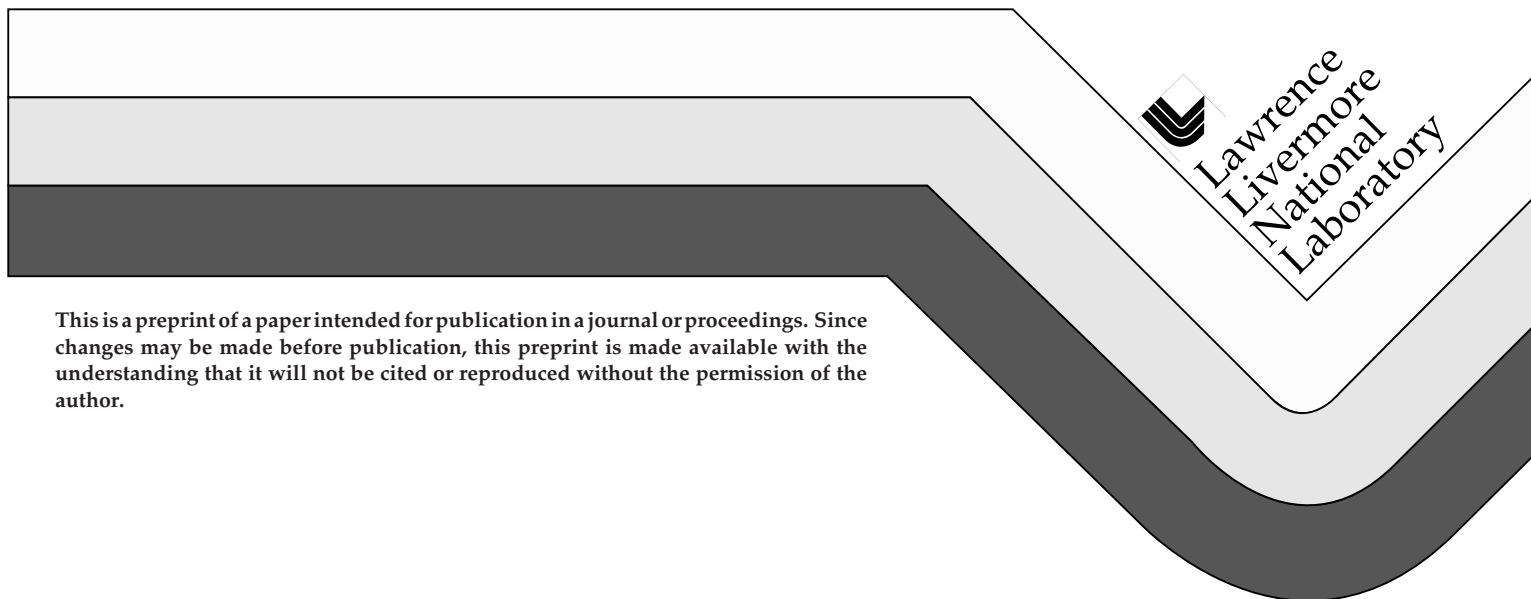 Lawrence
Livermore
National
Laboratory
This is a preprint of a paper intended for publication in a journal or proceedings. Since
changes may be made before publication, this preprint is made available with the
understanding that it will not be cited or reproduced without the permission of the
author.